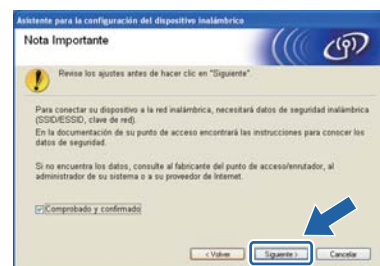 Asistente para la configuración del dispositivo inalámbrico
Nota Importante
Revise los ajustes antes de hacer clic en "Siguiente".
Para conectar su dispositivo a la red inalámbrica, necesitará datos de seguridad inalámbrica
(SSID/ESSID, clave de red).
En la documentación de su punto de acceso encontrará las instrucciones para conocer los
datos de seguridad.
Si no encuentra los datos, consulte al fabricante del punto de acceso/enrutador, al
administrador de su sistema o a su proveedor de Internet.
Comprobado y confirmado
< Volver
Siguiente >
Cancelar